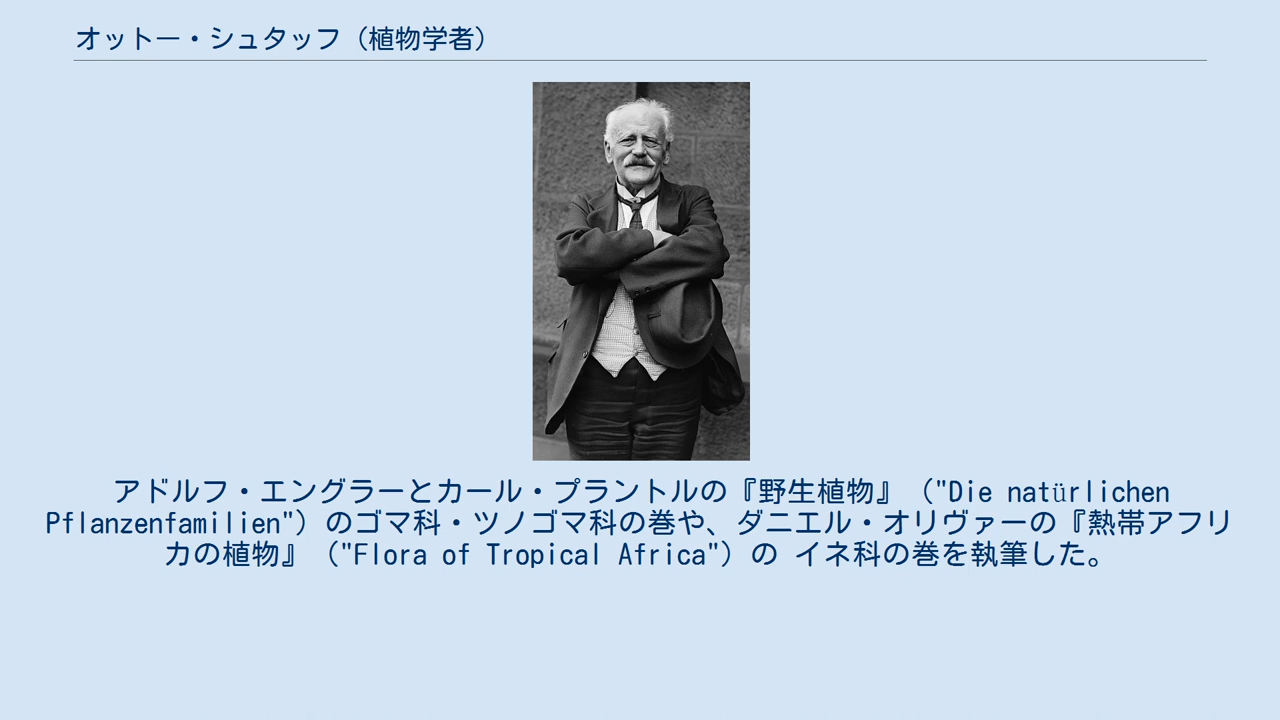 オットー・シュタッフ（植物学者）
アドルフ・エングラーとカール・プラントルの『野生植物』（"Die natürlichen
Pflanzenfamilien"）のゴマ科・ツノゴマ科の巻や、ダニエル・オリヴァーの『熱帯アフリ
カの植物』（"Flora of Tropical Africa"）の イネ科の巻を執筆した。